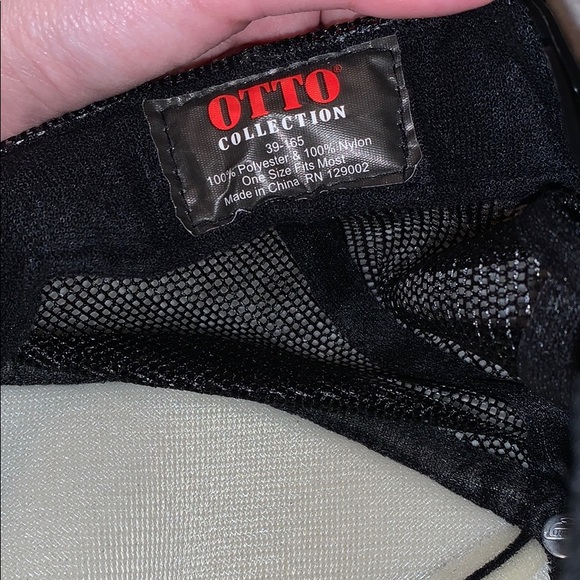 OTTO®
COLLECTION
39-165
100% Polyester & 100% Nylon
One Size Fits Most
Made in China RN 129002